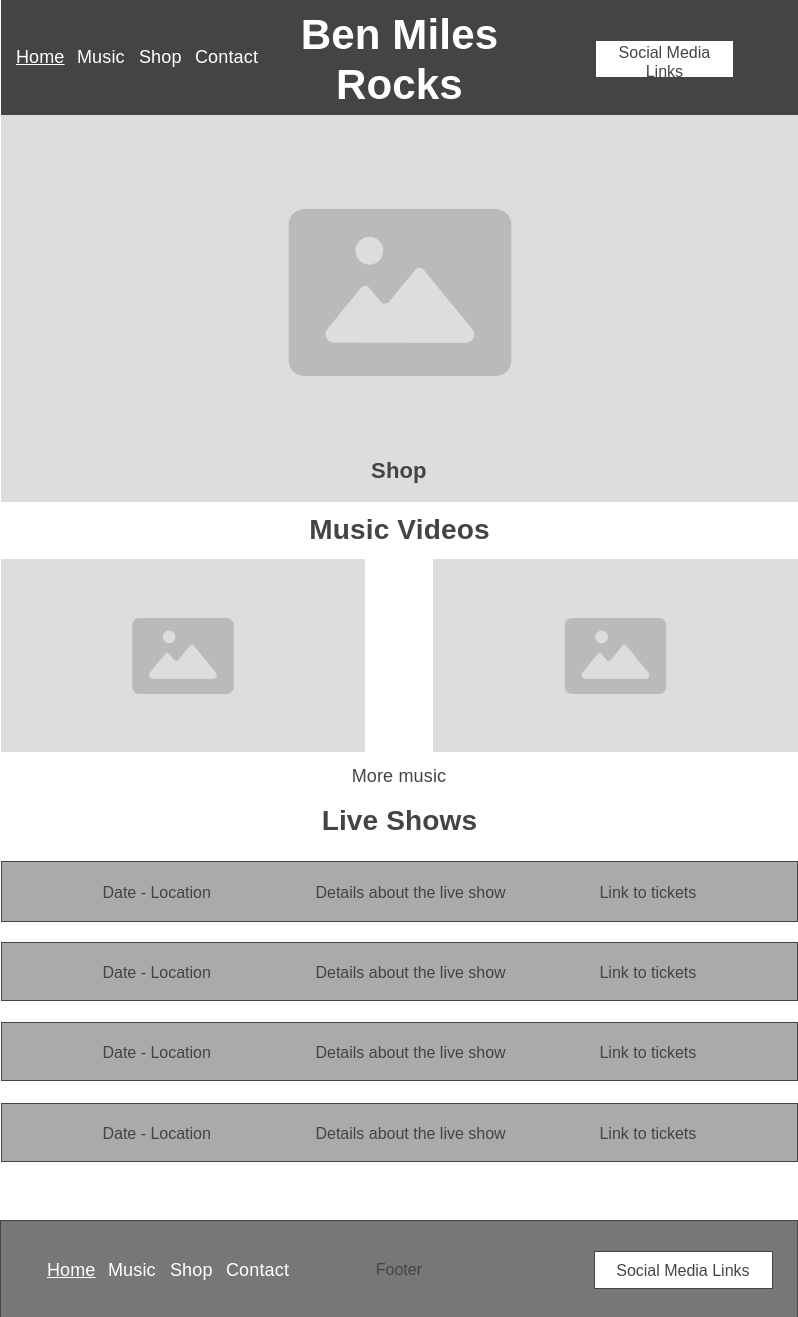 Home Music Shop Contact
Ben Miles
Rocks
Social Media
Links
Shop
Music Videos
More music
Live Shows
Date - Location Details about the live show Link to tickets
Date - Location Details about the live show Link to tickets
Date - Location Details about the live show Link to tickets
Date - Location Details about the live show Link to tickets
Home Music Shop Contact Footer Social Media Links